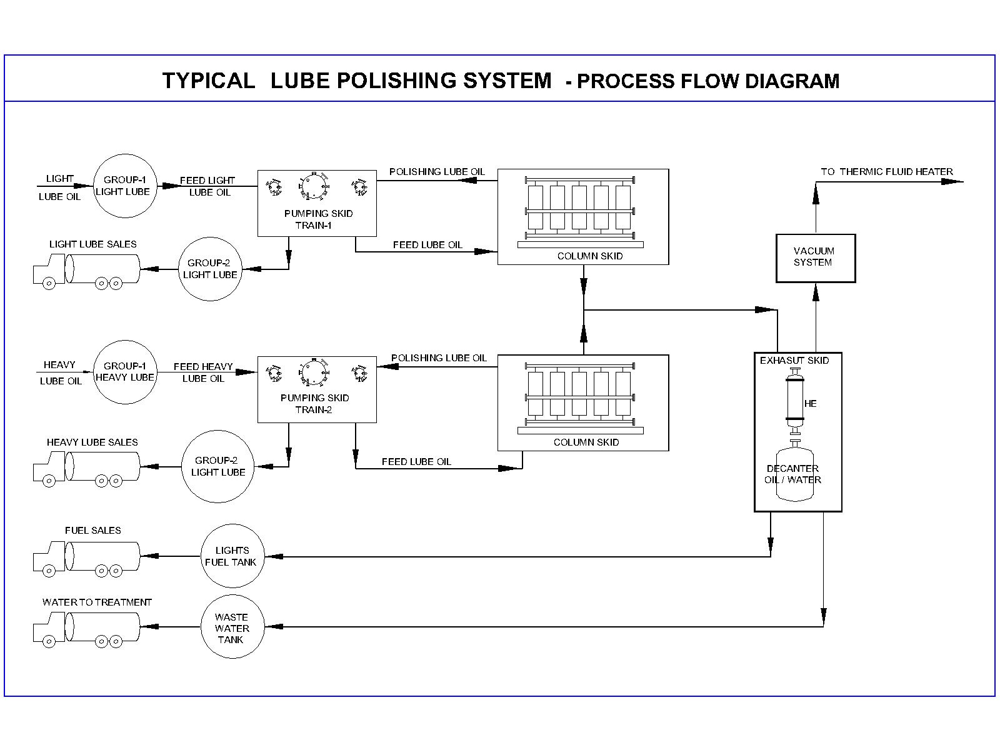 TYPICAL LUBE POLISHING SYSTEM - PROCESS FLOW DIAGRAM
LIGHT
LUBE OIL
GROUP-1
LIGHT LUBE
FEED LIGHT
LUBE OIL
PUMPING SKID
TRAIN-1
POLISHING LUBE OIL
FEED LUBE OIL
COLUMN SKID
TO THERMIC FLUID HEATER
VACUUM
SYSTEM
LIGHT LUBE SALES
GROUP-2
LIGHT LUBE
HEAVY
LUBE OIL
GROUP-1
HEAVY LUBE
FEED HEAVY
LUBE OIL
PUMPING SKID
TRAIN-2
POLISHING LUBE OIL
FEED LUBE OIL
COLUMN SKID
EXHASUT SKID
HE
DECANTER
OIL / WATER
HEAVY LUBE SALES
GROUP-2
LIGHT LUBE
FUEL SALES
LIGHTS
FUEL TANK
WATER TO TREATMENT
WASTE
WATER
TANK